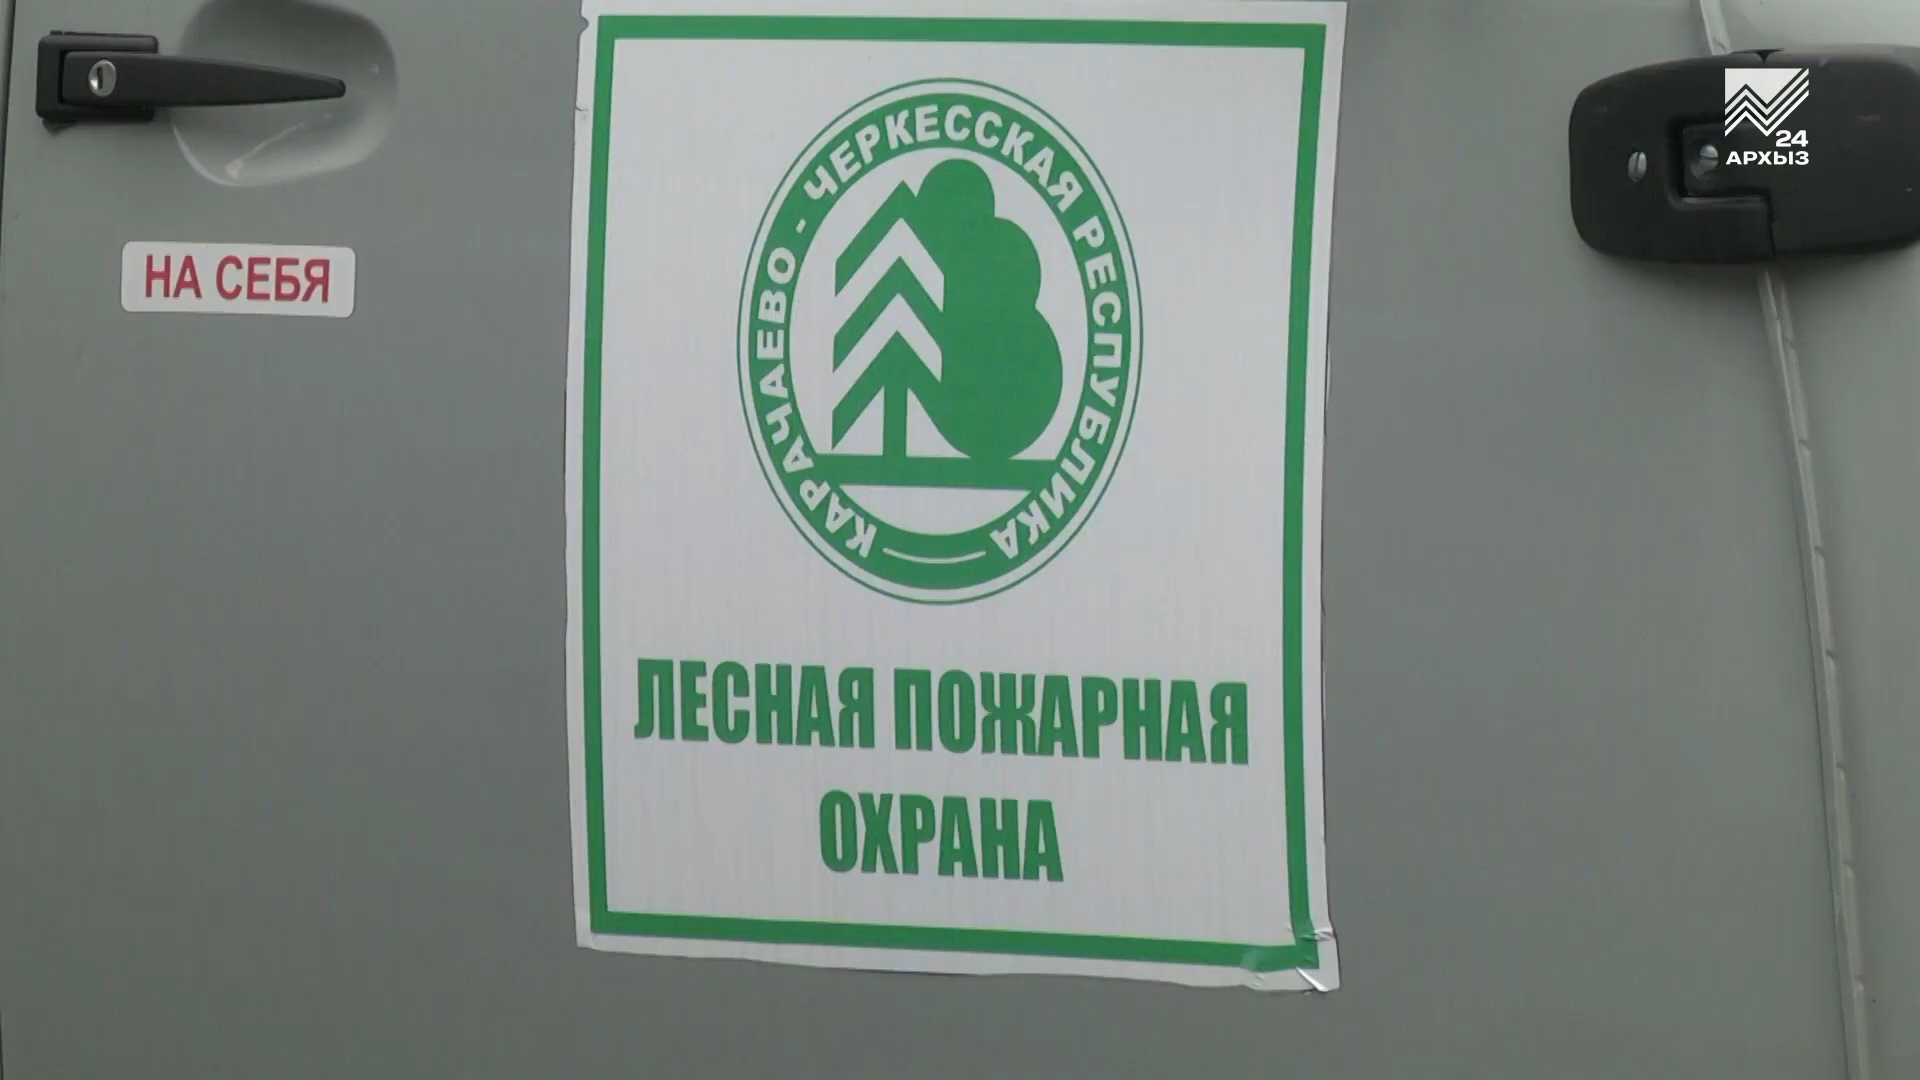 24
АРХЫЗ
НА СЕБЯ
КАРАЧАЕВО - ЧЕРКЕССКАЯ РЕСПУБЛИКА
ЛЕСНАЯ ПОЖАРНАЯ
ОХРАНА